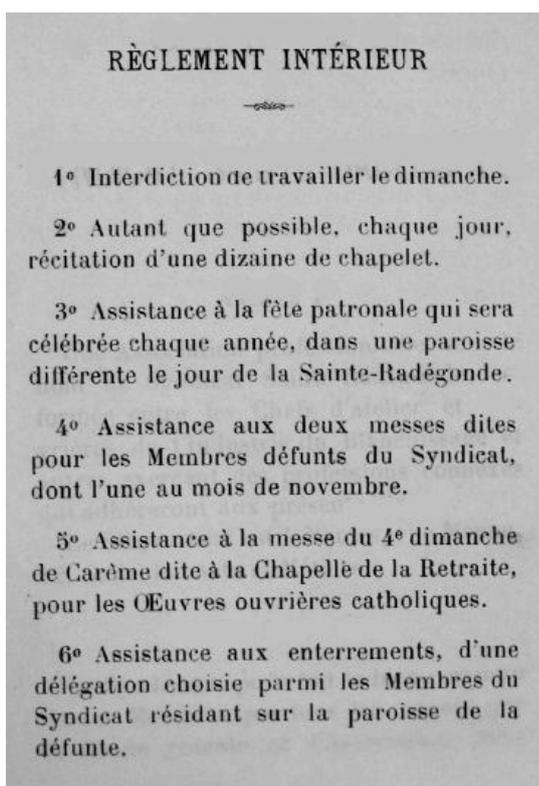 RÈGLEMENT INTÉRIEUR
1º Interdiction de travailler le dimanche.
2º Autant que possible, chaque jour,
récitation d'une dizaine de chapelet.
3º Assistance à la fête patronale qui sera
célébrée chaque année, dans une paroisse
différente le jour de la Sainte-Radégonde.
4º Assistance aux deux messes dites
pour les Membres défunts du Syndicat,
dont l'une au mois de novembre.
5º Assistance à la messe du 4e dimanche
de Carême dite à la Chapelle de la Retraite,
pour les Œuvres ouvrières catholiques.
6º Assistance aux enterrements, d'une
délégation choisie parmi les Membres du
Syndicat résidant sur la paroisse de la
défunte.